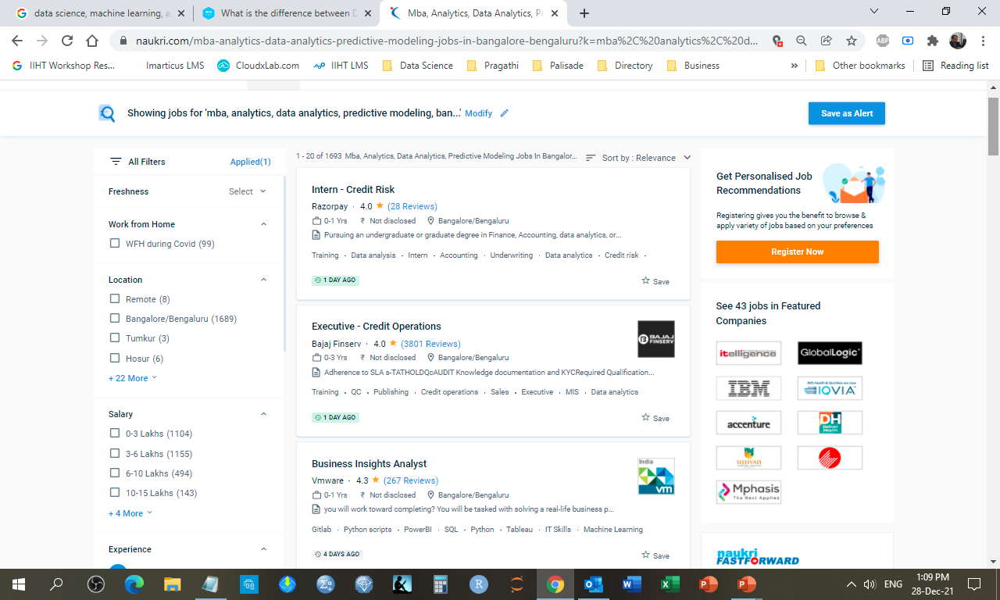 data science, machine learning, a
What is the difference between D
Mba, Analytics, Data Analytics, Pr
naukri.com/mba-analytics-data-analytics-predictive-modeling-jobs-in-bangalore-bengaluru?k=mba%2C%20analytics%2C%20d...
ABP
IIHT Workshop Res...
Imarticus LMS
CloudxLab.com
IIHT LMS
Data Science
Pragathi
Palisade
Directory
Business
»
Other bookmarks
Reading list
Showing jobs for 'mba, analytics, data analytics, predictive modeling, ban...' Modify
Save as Alert
All Filters
Applied(1)
Freshness
Select
Work from Home
WFH during Covid (99)
Location
Remote (8)
Bangalore/Bengaluru (1689)
Tumkur (3)
Hosur (6)
+ 22 More
Salary
0-3 Lakhs (1104)
3-6 Lakhs (1155)
6-10 Lakhs (494)
10-15 Lakhs (143)
+ 4 More
Experience
1 - 20 of 1693 Mba, Analytics, Data Analytics, Predictive Modeling Jobs In Bangalor...
Sort by : Relevance
Intern - Credit Risk
Razorpay · 4.0 ★ (28 Reviews)
0-1 Yrs ₹ Not disclosed Bangalore/Bengaluru
Pursuing an undergraduate or graduate degree in Finance, Accounting, data analytics, or...
Training · Data analysis · Intern · Accounting · Underwriting · Data analytics · Credit risk ·
1 DAY AGO
Save
Executive - Credit Operations
Bajaj Finserv · 4.0 ★ (3801 Reviews)
BAJAJ
FINSERV
0-3 Yrs ₹ Not disclosed Bangalore/Bengaluru
Adherence to SLA s-TATHOLDQcAUDIT Knowledge documentation and KYCRequired Qualification...
Training · QC · Publishing · Credit operations · Sales · Executive · MIS · Data analytics
1 DAY AGO
Save
Business Insights Analyst
Vmware · 4.3 ★ (267 Reviews)
India
vm
0-1 Yrs ₹ Not disclosed Bangalore/Bengaluru
you will work toward completing? You will be tasked with solving a real-life business p...
Gitlab · Python scripts · PowerBI · SQL · Python · Tableau · IT Skills · Machine Learning
4 DAYS AGO
Save
Get Personalised Job
Recommendations
Registering gives you the benefit to browse &
apply variety of jobs based on your preferences
Register Now
See 43 jobs in Featured
Companies
itelligence
GlobalLogic
IBM
IQVIA
accenture
DH
Deliver
Wealth
UJJIVAN
Mphasis
The Next Applied
naukri
FASTFORWARD
R
ENG
1:09 PM
28-Dec-21